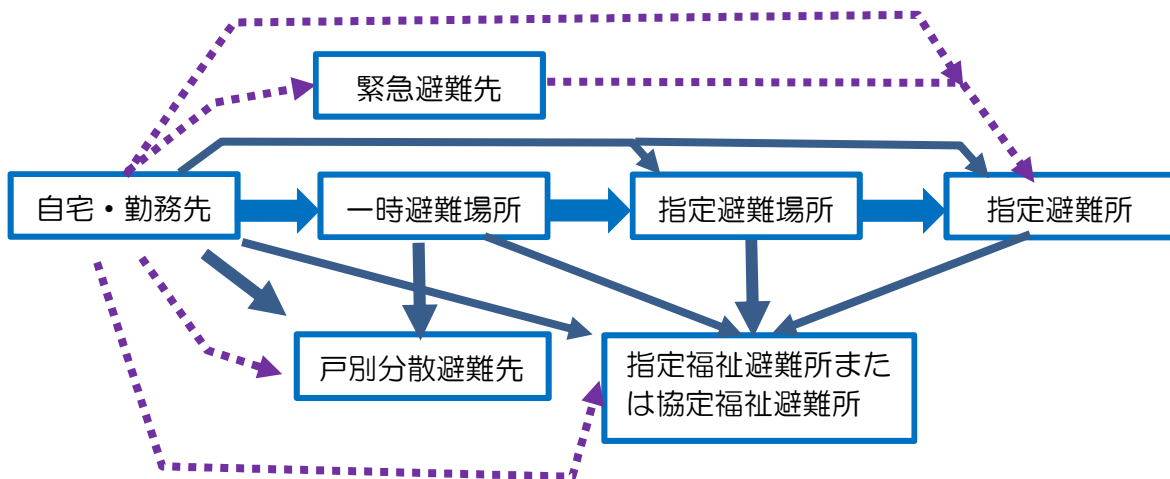 緊急避難先
自宅・勤務先
一時避難場所
指定避難場所
指定避難所
戸別分散避難先
指定福祉避難所また
は協定福祉避難所